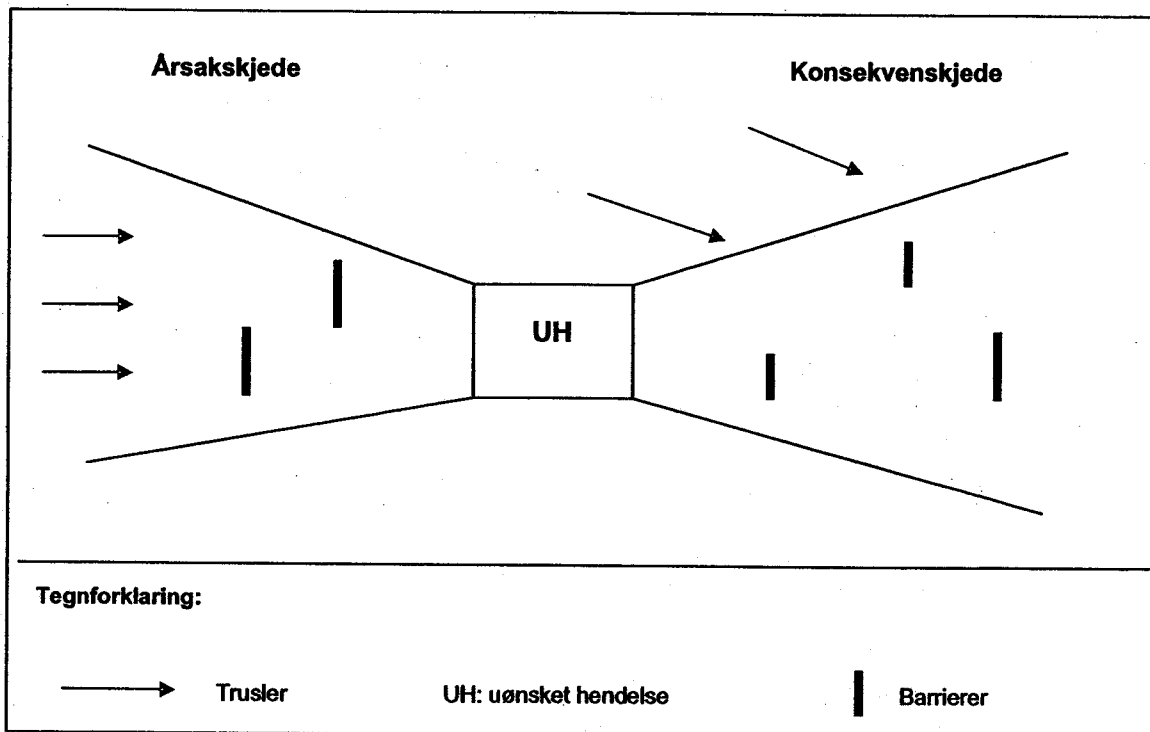 Årsakskjede
Konsekvenskjede
UH
Tegnforklaring:
Trusler
UH: uønsket hendelse
Barrierer